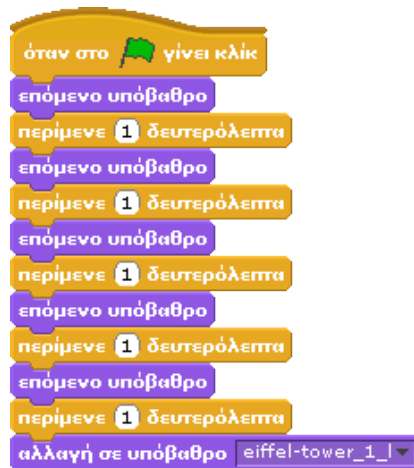 όταν στο γίνει κλίκ
επόμενο υπόβαθρο
περίμενε 1 δευτερόλεπτα
επόμενο υπόβαθρο
περίμενε 1 δευτερόλεπτα
επόμενο υπόβαθρο
περίμενε 1 δευτερόλεπτα
επόμενο υπόβαθρο
περίμενε 1 δευτερόλεπτα
επόμενο υπόβαθρο
περίμενε 1 δευτερόλεπτα
αλλαγή σε υπόβαθρο eiffel-tower_1_l